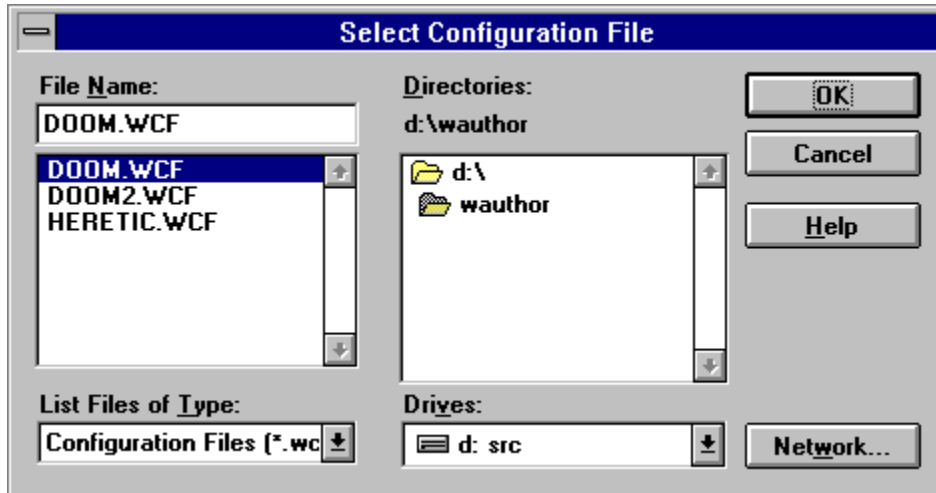 Select Configuration File
File Name:
DOOM.WCF
DOOM.WCF
DOOM2.WCF
HERETIC.WCF
List Files of Type:
Configuration Files (*.wc
Directories:
d:\wauthor
d:\
wauthor
Drives:
d: src
OK
Cancel
Help
Network...